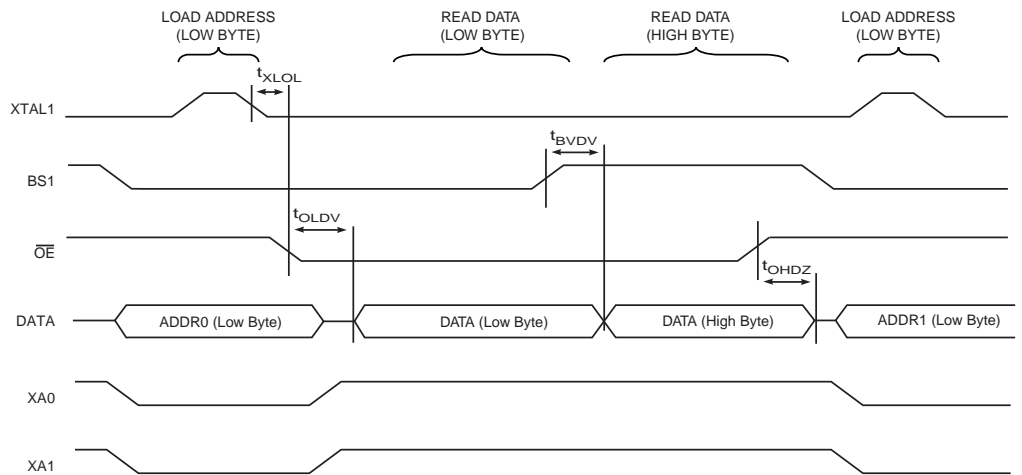 LOAD ADDRESS
(LOW BYTE)
READ DATA
(LOW BYTE)
READ DATA
(HIGH BYTE)
LOAD ADDRESS
(LOW BYTE)
tXLOL
XTAL1
tBVDV
BS1
tOLDV
OE
tOHDZ
DATA
ADDR0 (Low Byte)
DATA (Low Byte)
DATA (High Byte)
ADDR1 (Low Byte)
XA0
XA1